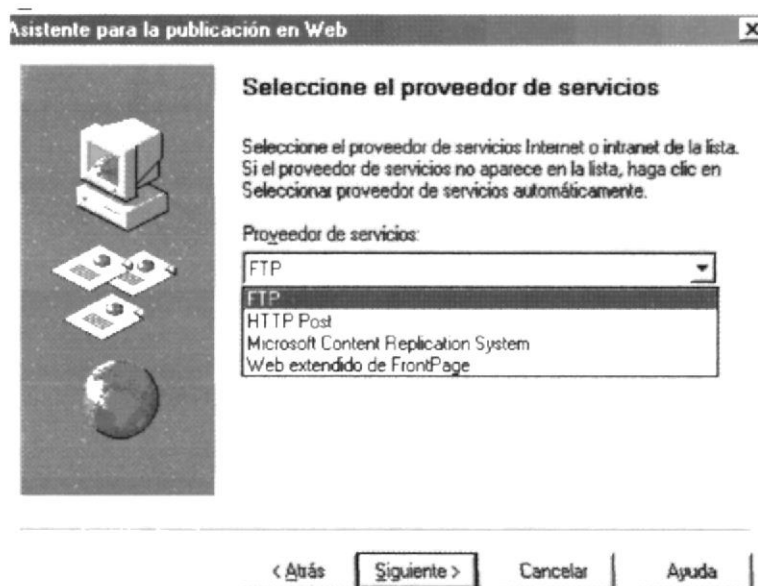 Asistente para la publicación en Web
Seleccione el proveedor de servicios
Seleccione el proveedor de servicios Internet o intranet de la lista.
Si el proveedor de servicios no aparece en la lista, haga clic en
Seleccionar proveedor de servicios automáticamente.
Proveedor de servicios:
FTP
FTP
HTTP Post
Microsoft Content Replication System
Web extendido de FrontPage
< Atrás
Siguiente >
Cancelar
Ayuda